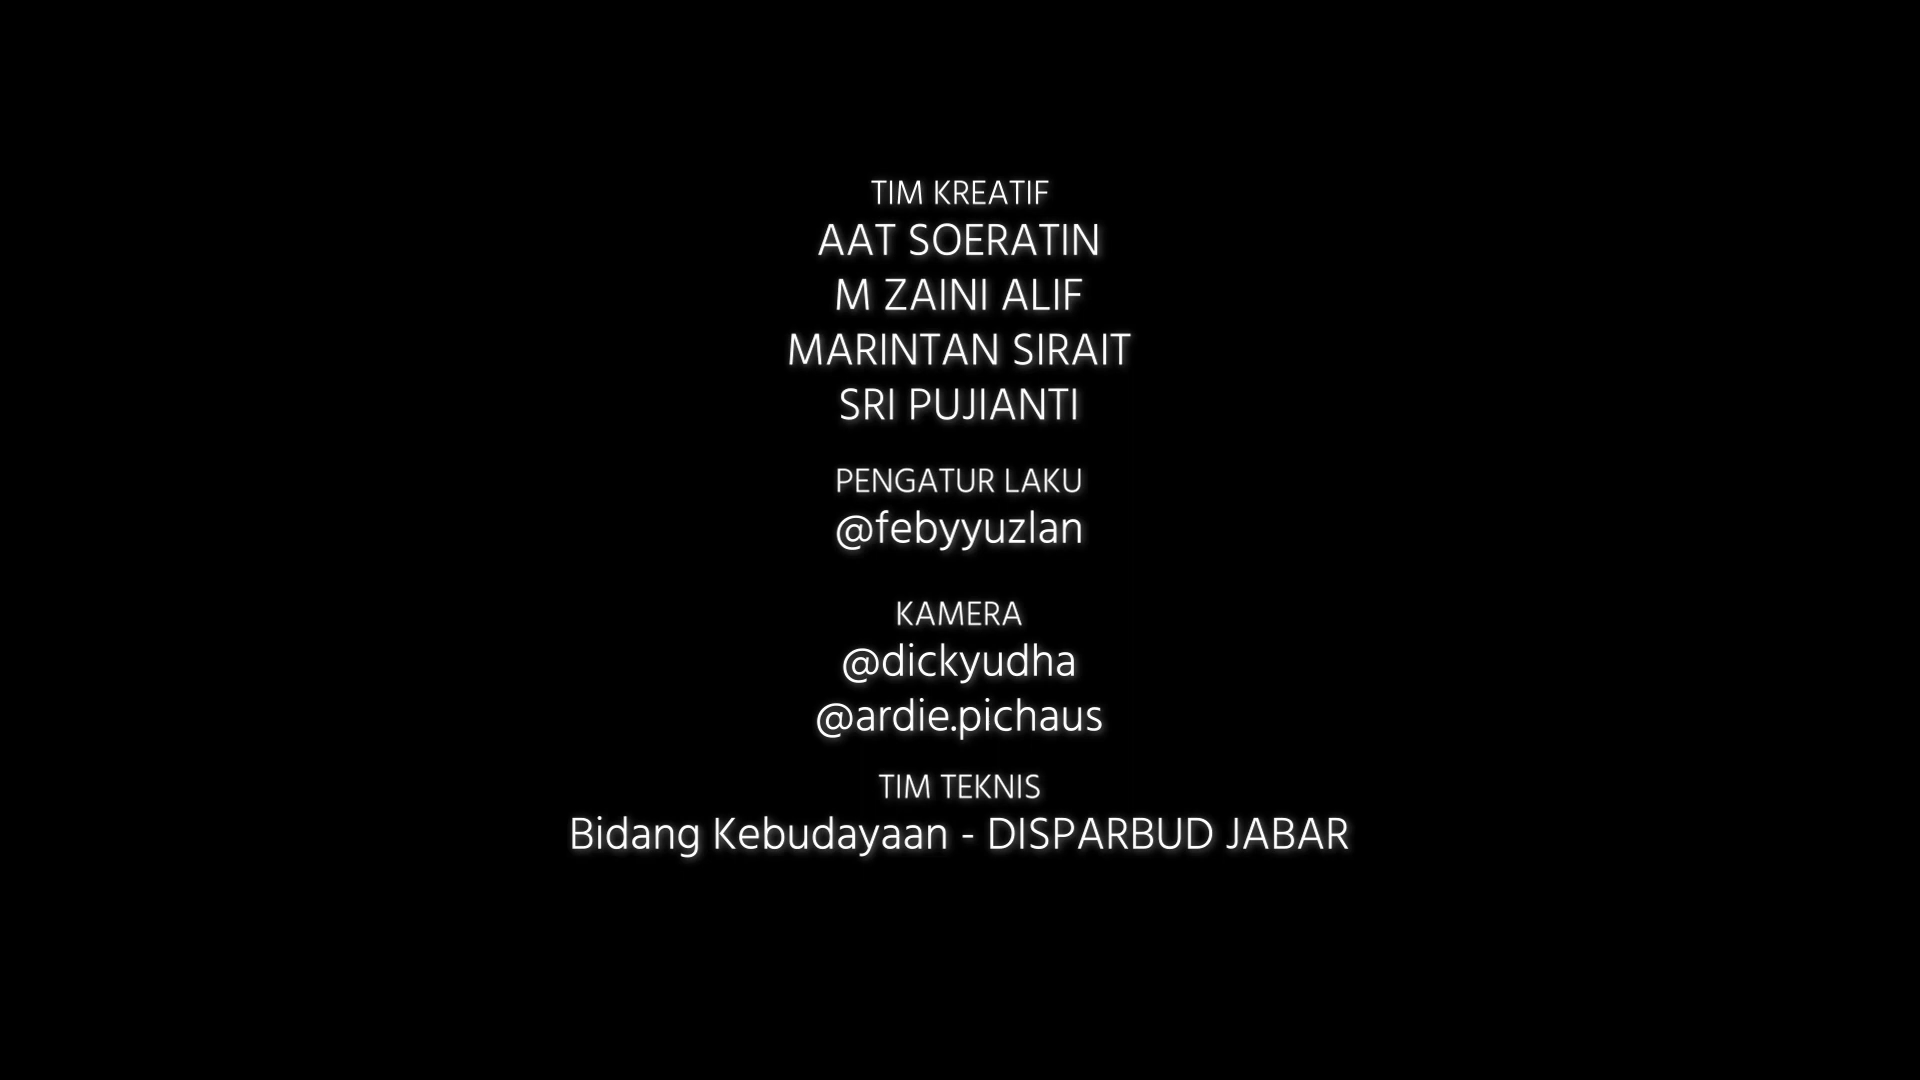 TIM KREATIF
AAT SOERATIN
M ZAINI ALIF
MARINTAN SIRAIT
SRI PUJIANTI
PENGATUR LAKU
@febyyuzlan
KAMERA
@dickyudha
@ardie.pichaus
TIM TEKNIS
Bidang Kebudayaan - DISPARBUD JABAR